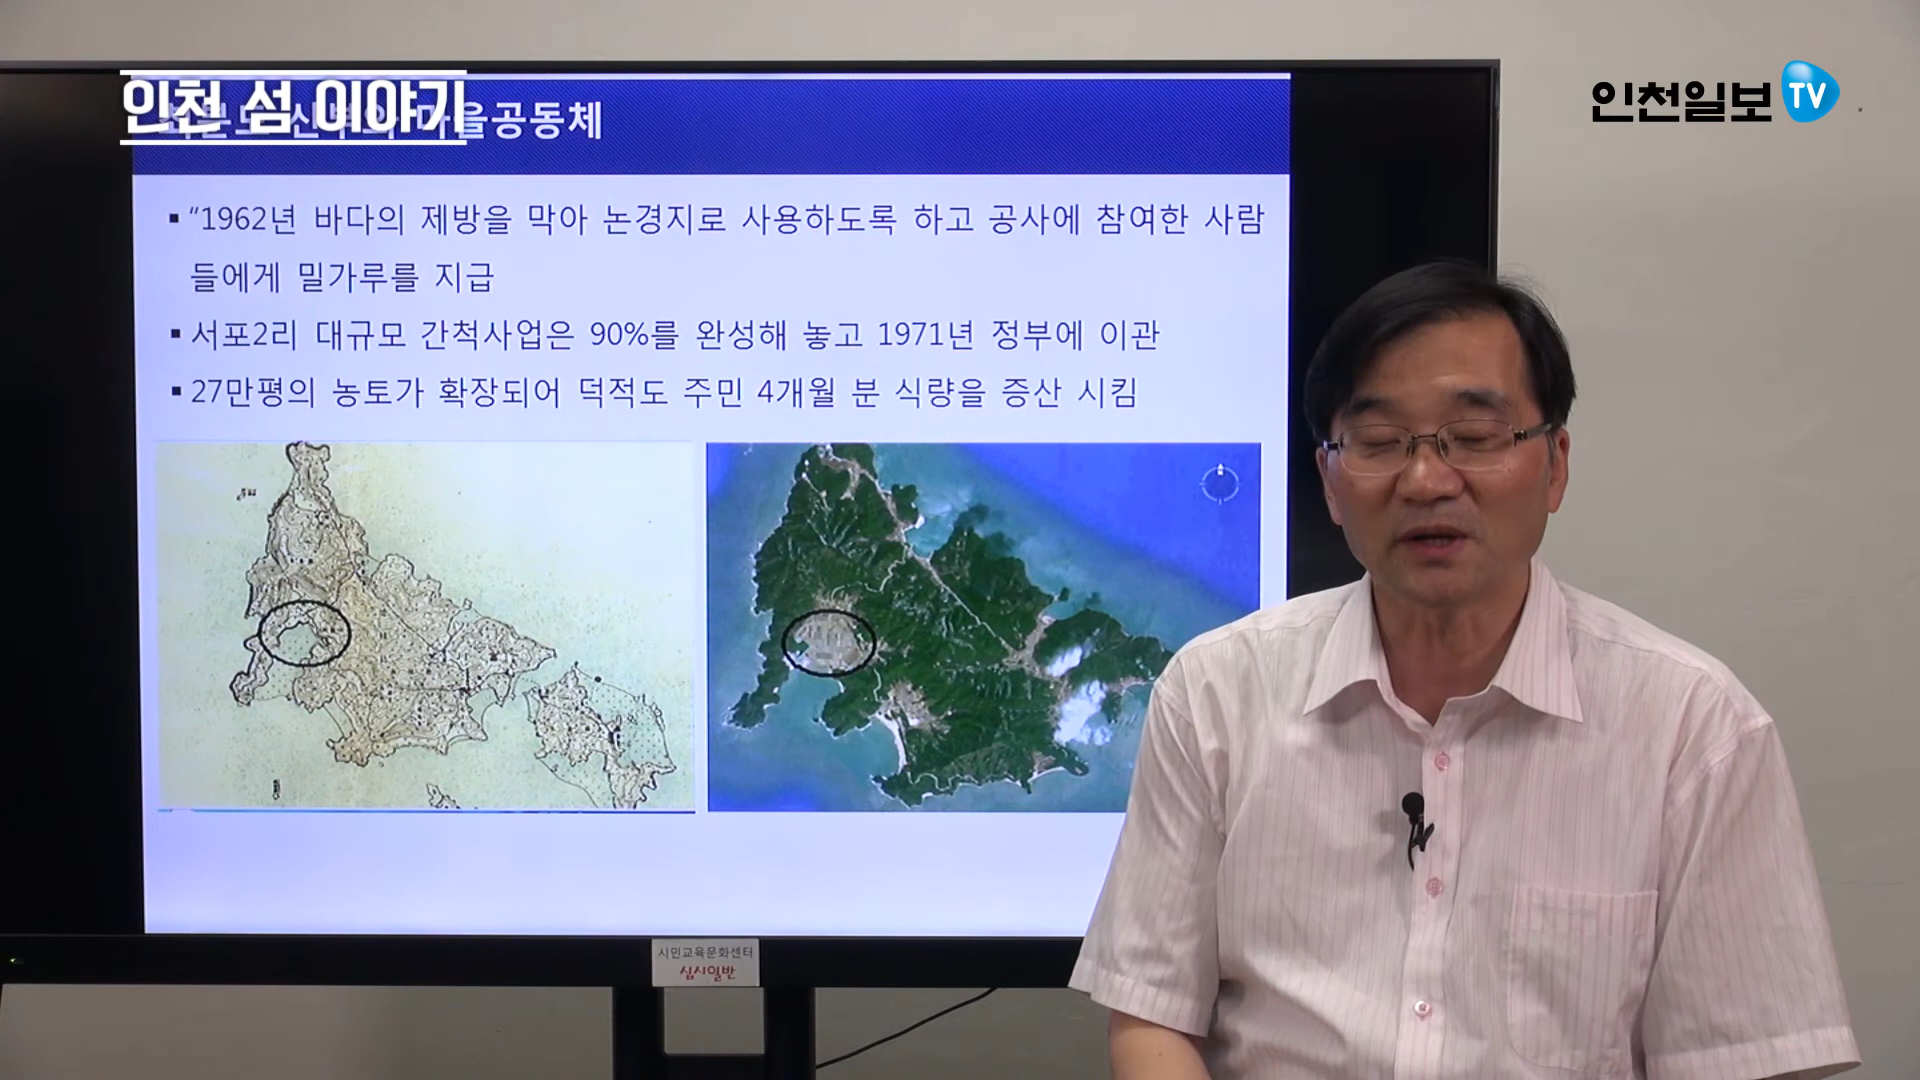 인천 섬 이야기
마을공동체
인천일보 TV
▪ “1962년 바다의 제방을 막아 논경지로 사용하도록 하고 공사에 참여한 사람
들에게 밀가루를 지급
▪ 서포2리 대규모 간척사업은 90%를 완성해 놓고 1971년 정부에 이관
▪ 27만평의 농토가 확장되어 덕적도 주민 4개월 분 식량을 증산 시킴
시민교육문화센터
십시일반